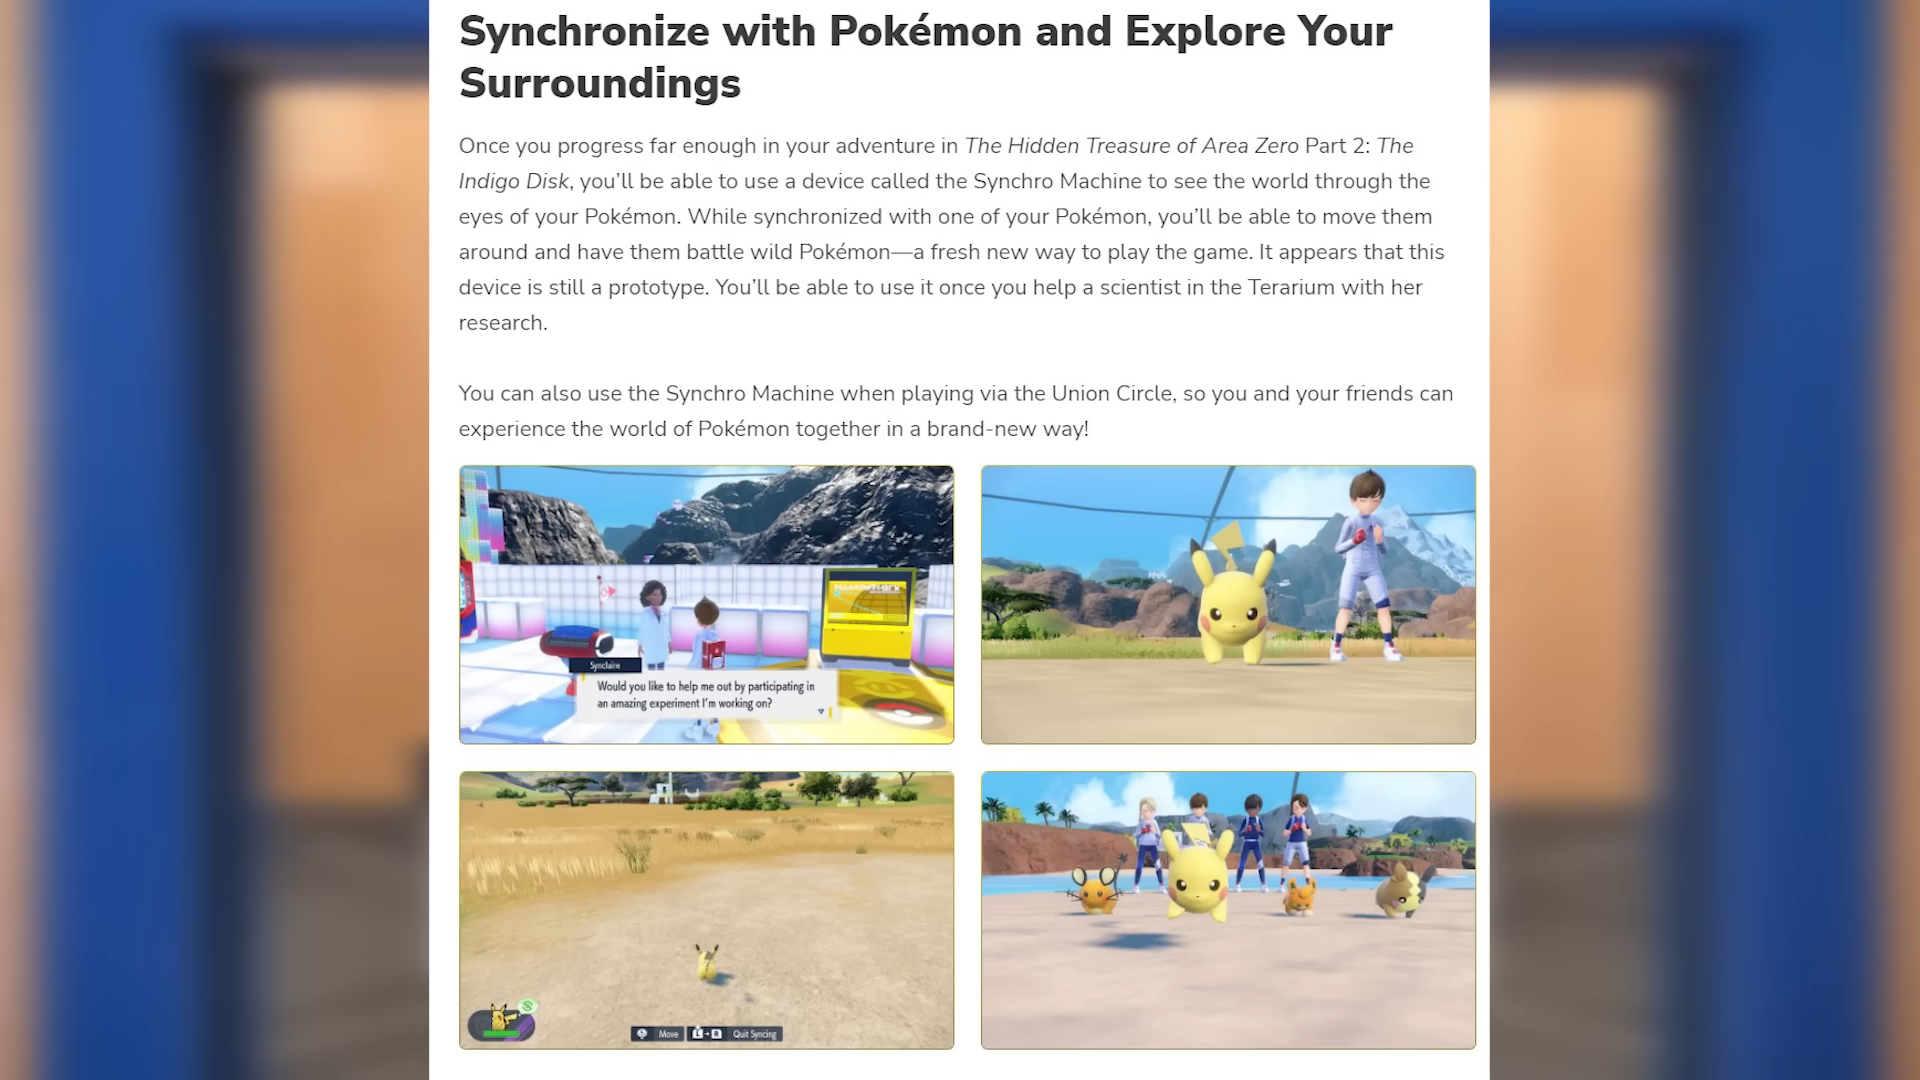 Synchronize with Pokémon and Explore Your
Surroundings
Once you progress far enough in your adventure in The Hidden Treasure of Area Zero Part 2: The
Indigo Disk, you’ll be able to use a device called the Synchro Machine to see the world through the
eyes of your Pokémon. While synchronized with one of your Pokémon, you’ll be able to move them
around and have them battle wild Pokémon—a fresh new way to play the game. It appears that this
device is still a prototype. You’ll be able to use it once you help a scientist in the Terarium with her
research.
You can also use the Synchro Machine when playing via the Union Circle, so you and your friends can
experience the world of Pokémon together in a brand-new way!
Synclaire
Would you like to help me out by participating in
an amazing experiment I’m working on?
Move
L + R Quit Syncing